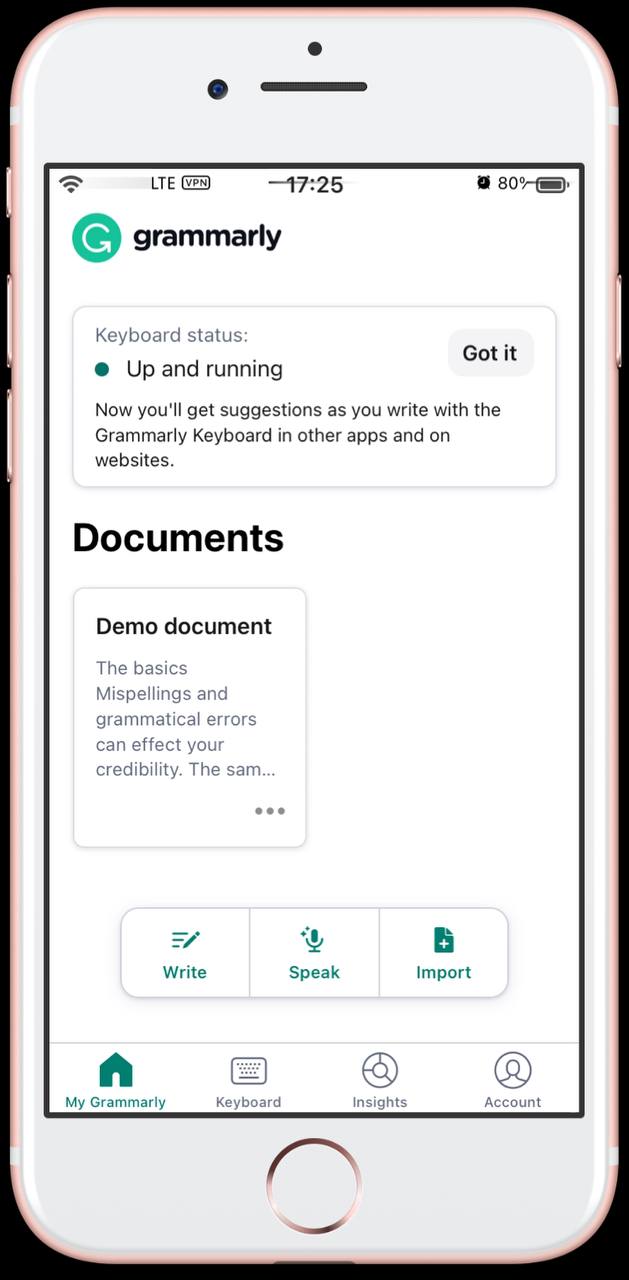 LTE VPN 17:25 80%
grammarly
Keyboard status:
Got it
Up and running
Now you'll get suggestions as you write with the
Grammarly Keyboard in other apps and on
websites.
Documents
Demo document
The basics
Mispellings and
grammatical errors
can effect your
credibility. The sam...
Write Speak Import
My Grammarly Keyboard Insights Account